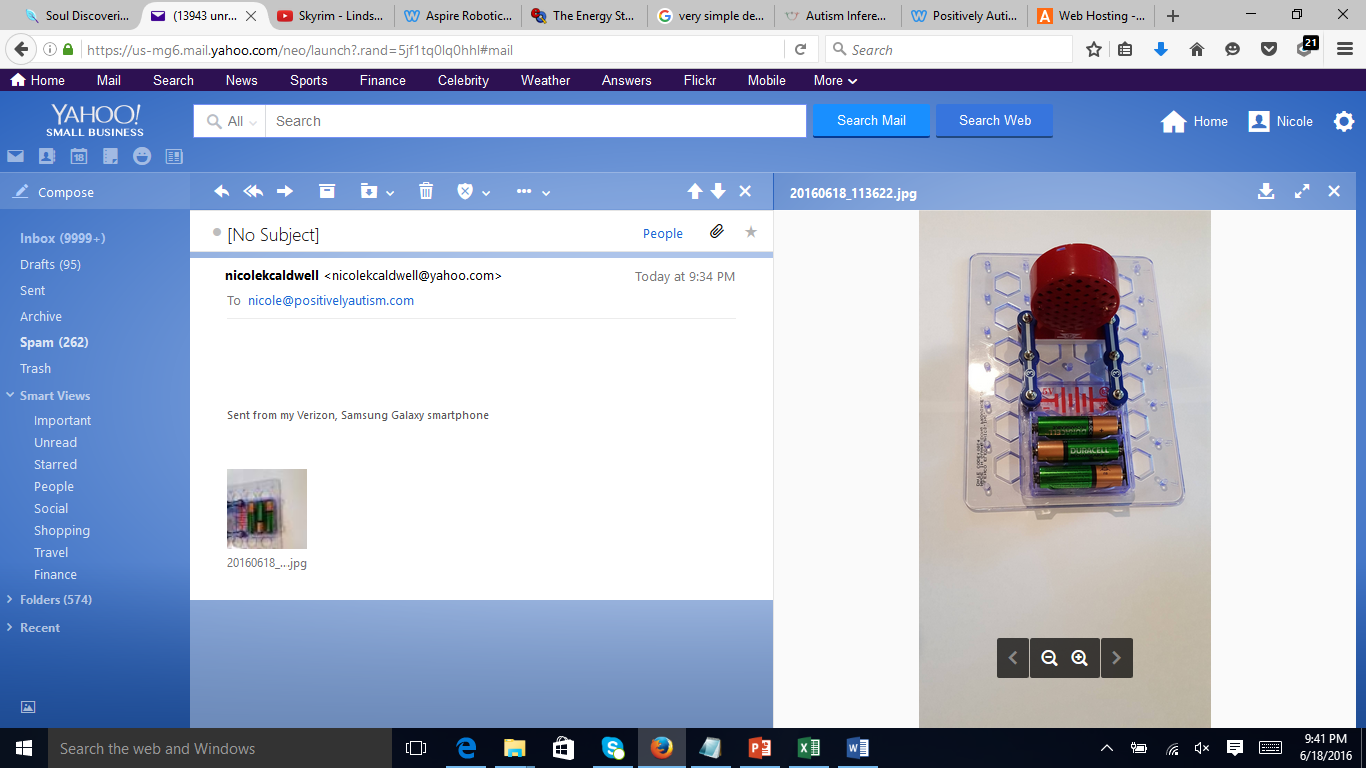 Soul Discoveri...
(13943 unr...
Skyrim - Linds...
Aspire Robotic...
The Energy St...
very simple de...
Autism Infere...
Positively Auti...
Web Hosting -...
https://us-mg6.mail.yahoo.com/neo/launch?.rand=5jf1tq0lq0hhl#mail
Search
21
Home Mail Search News Sports Finance Celebrity Weather Answers Flickr Mobile More
YAHOO!
SMALL BUSINESS
All Search
Search Mail
Search Web
Home
Nicole
18
Compose
20160618_113622.jpg
Inbox (9999+)
Drafts (95)
Sent
Archive
Spam (262)
Trash
Smart Views
Important
Unread
Starred
People
Social
Shopping
Travel
Finance
Folders (574)
Recent
[No Subject]
People
nicolekcaldwell <nicolekcaldwell@yahoo.com>
Today at 9:34 PM
To nicole@positivelyautism.com
Sent from my Verizon, Samsung Galaxy smartphone
20160618_...jpg
3
3
DURACELL
Search the web and Windows
9:41 PM
6/18/2016